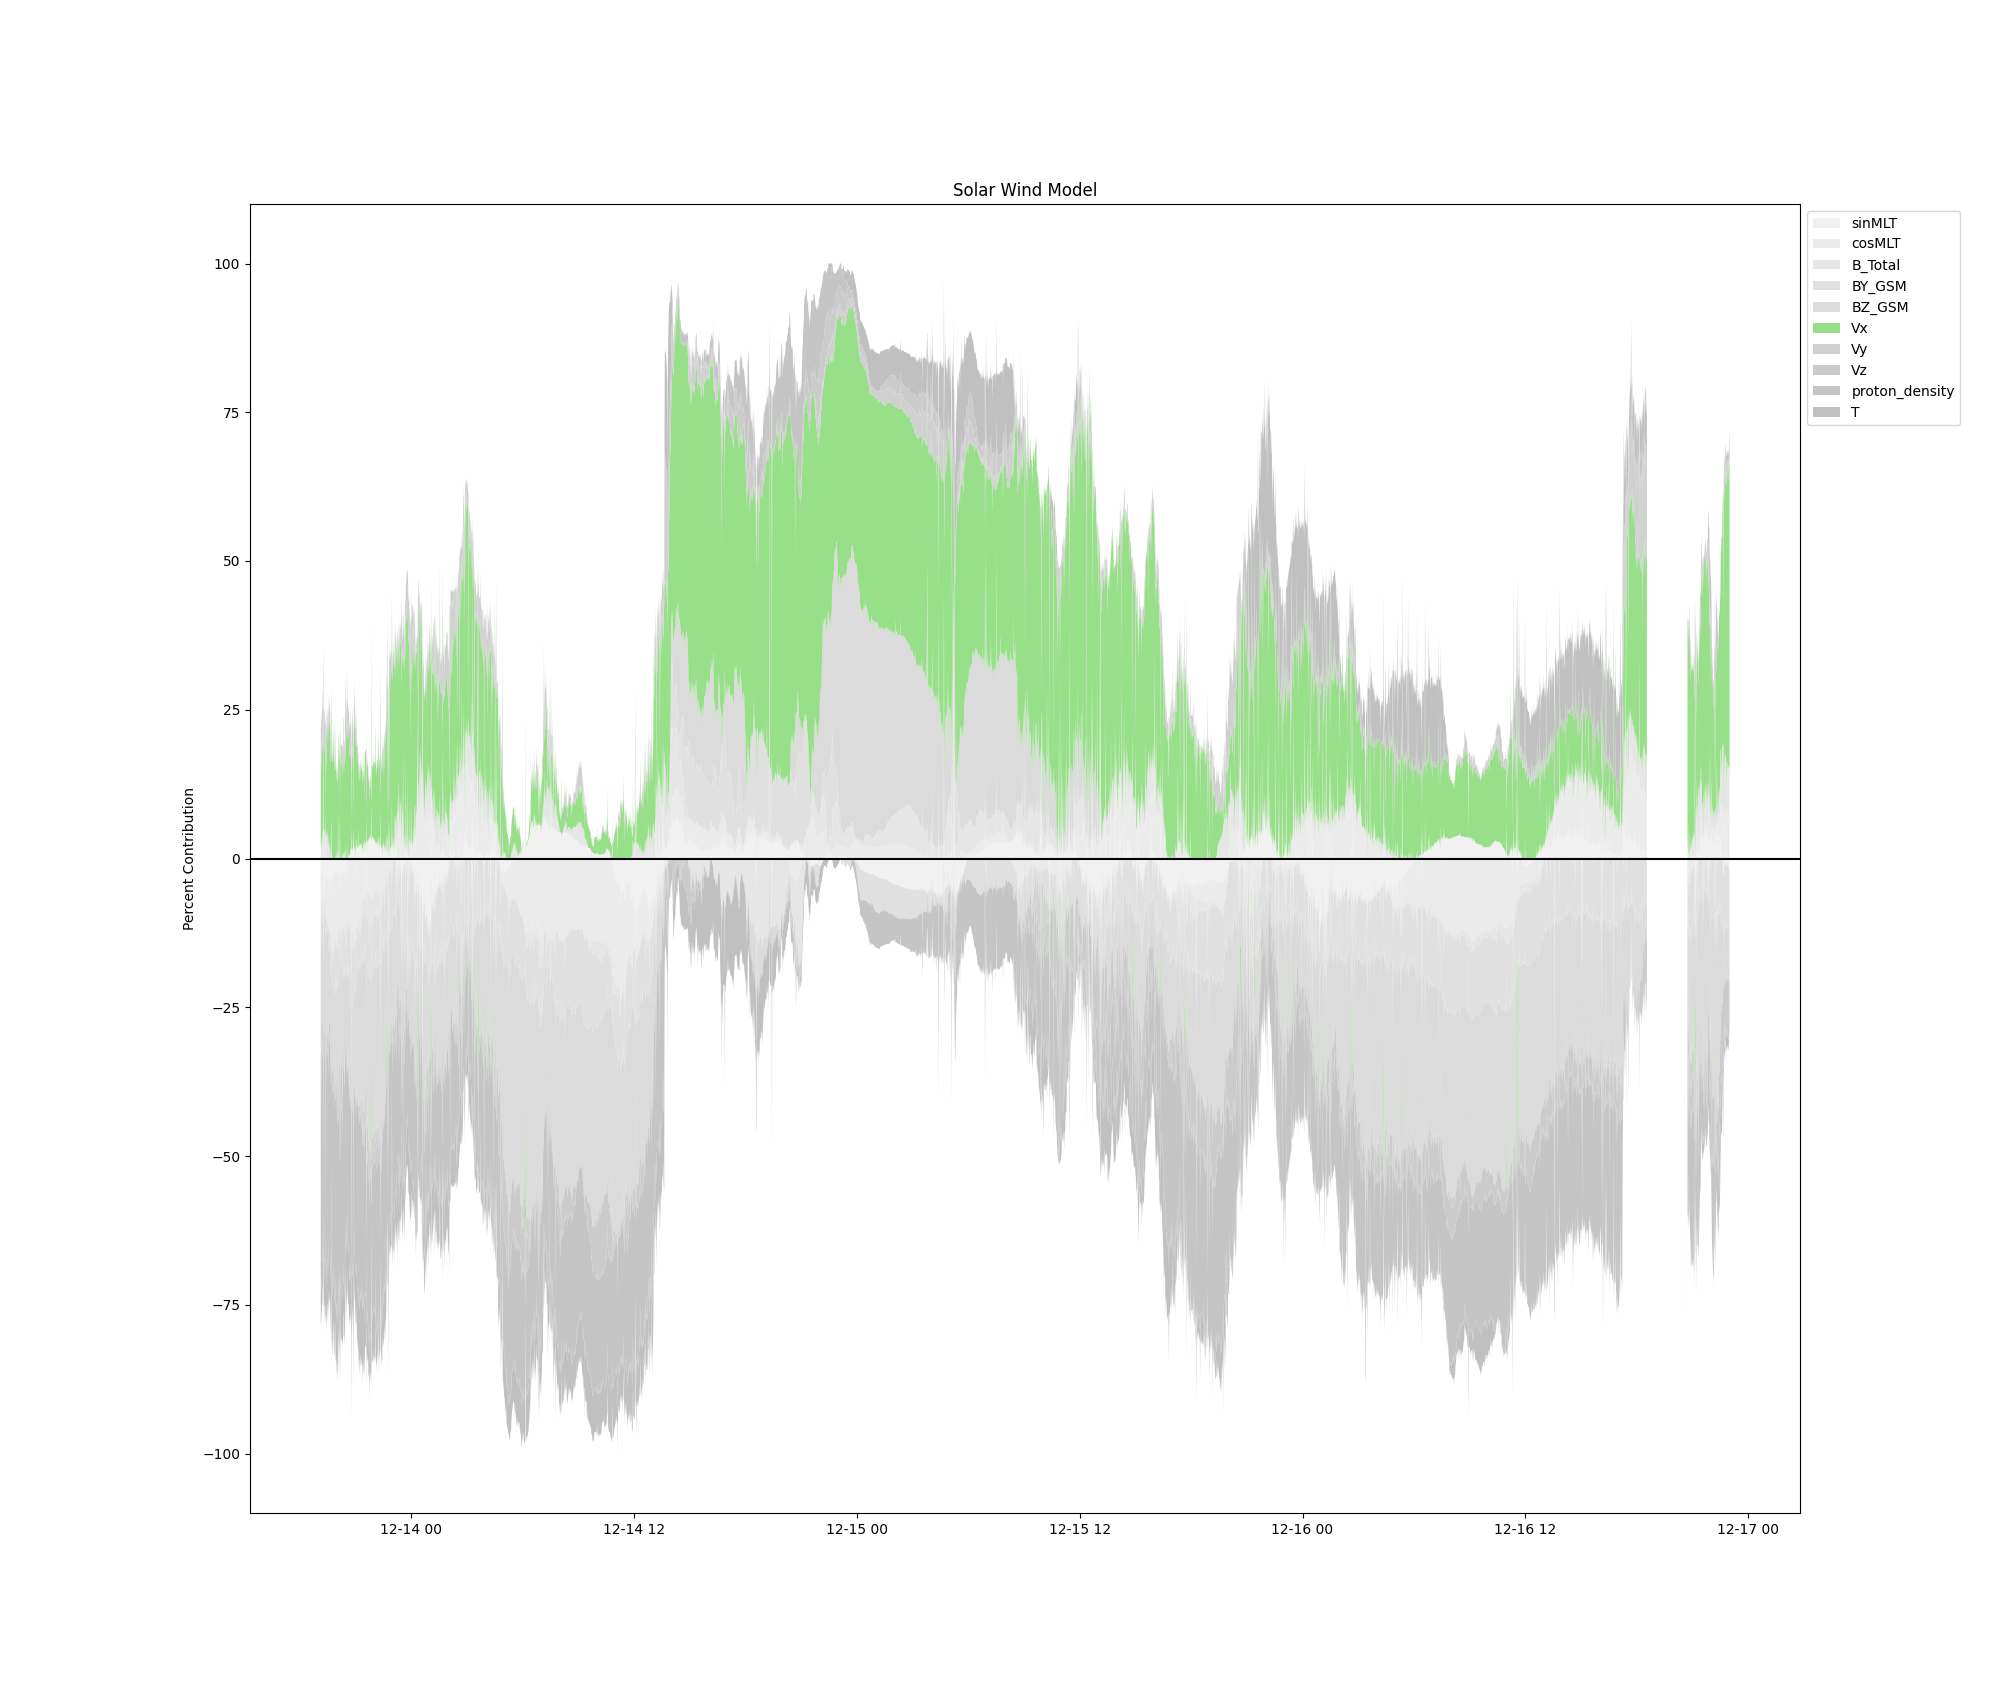 Solar Wind Model
sinMLT
cosMLT
B_Total
BY_GSM
BZ_GSM
Vx
Vy
Vz
proton_density
T
100
75
50
25
0
−25
−50
−75
−100
Percent Contribution
12-14 00
12-14 12
12-15 00
12-15 12
12-16 00
12-16 12
12-17 00